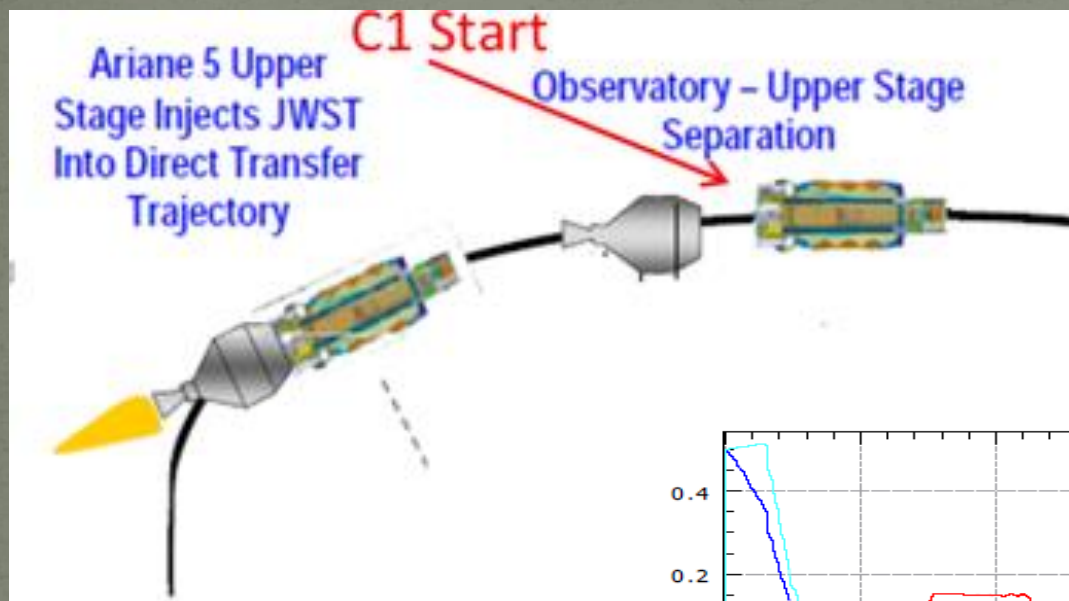 C1 Start
Ariane 5 Upper
Stage Injects JWST
Into Direct Transfer
Trajectory
Observatory – Upper Stage
Separation
0.4
0.2